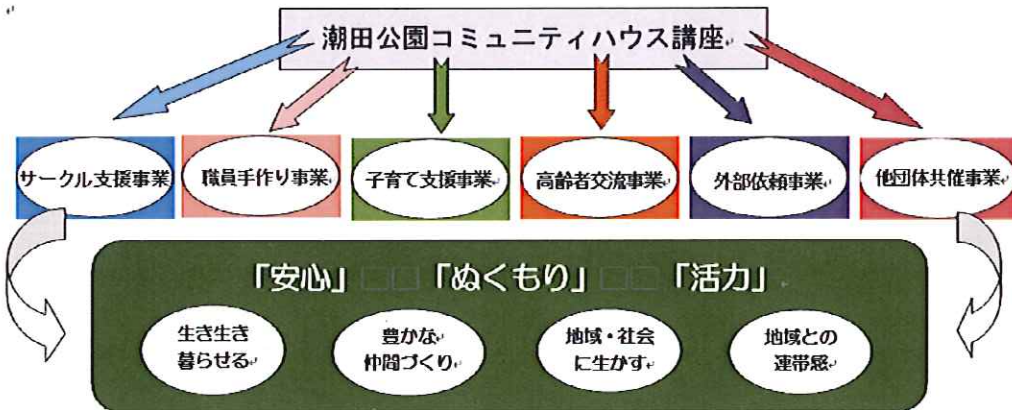 潮田公園コミュニティハウス講座
サークル支援事業
職員手作り事業
子育て支援事業
高齢者交流事業
外部依頼事業
他団体共催事業
「安心」□□「ぬくもり」□□「活力」
生き生き
暮らせる
豊かな
仲間づくり
地域・社会
に生かす
地域との
連帯感